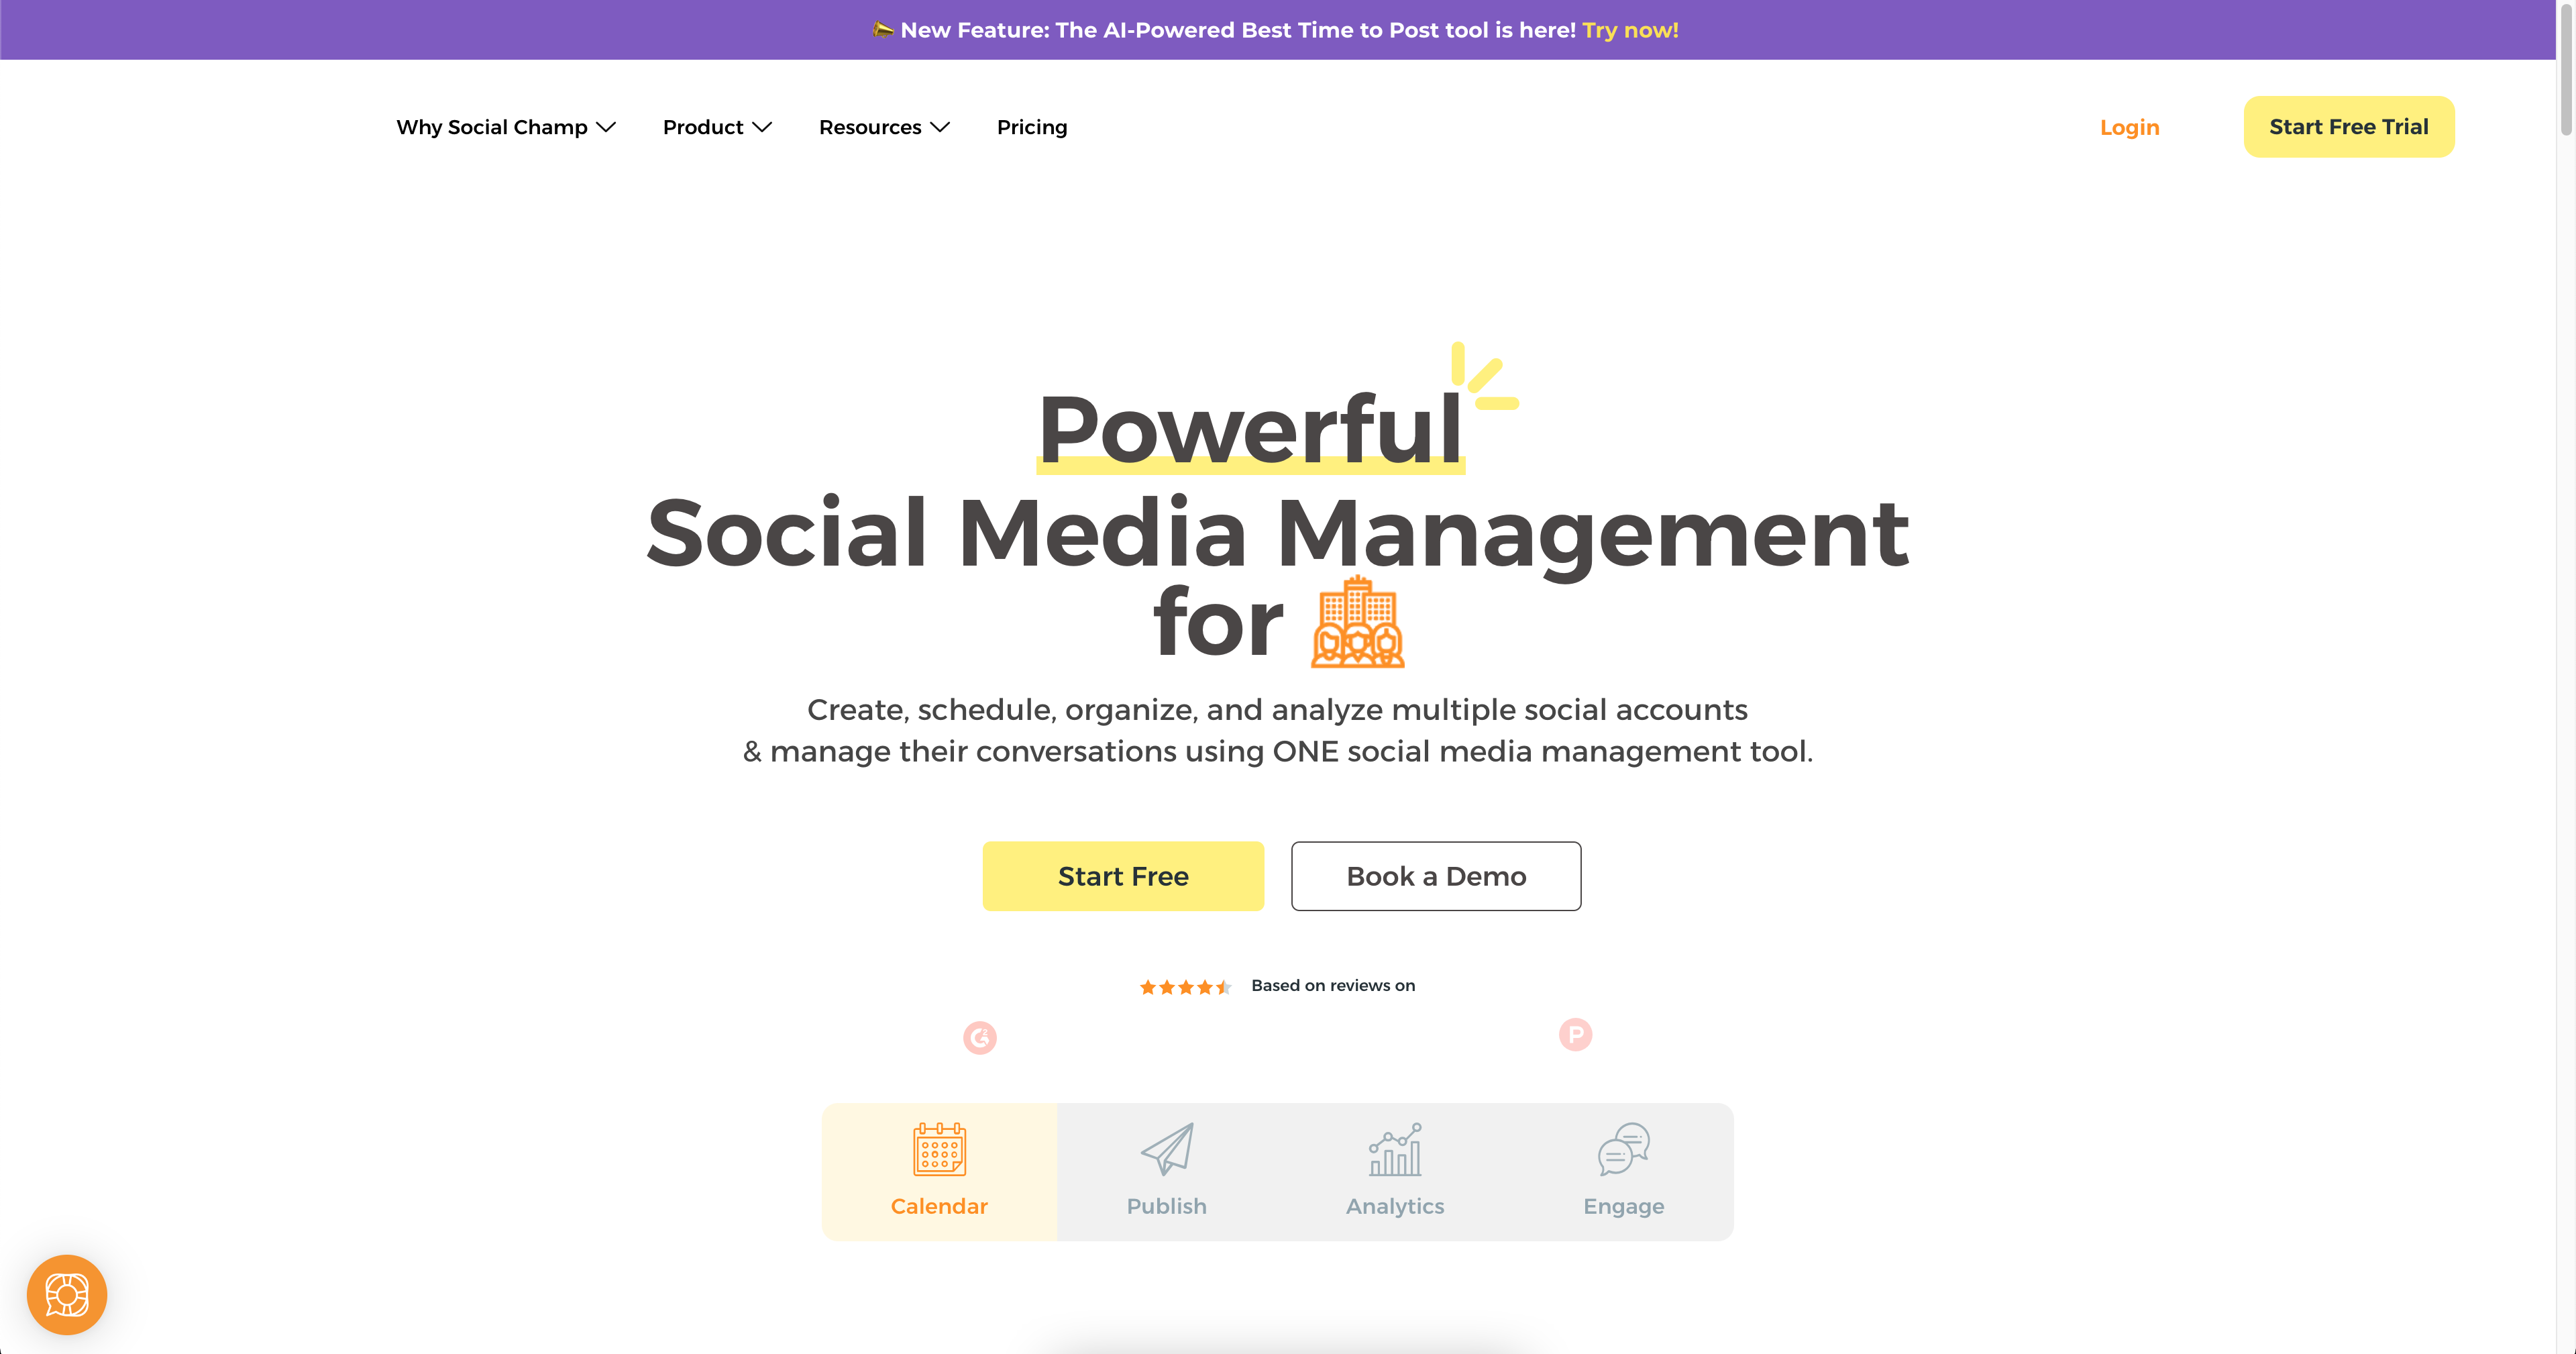 New Feature: The AI-Powered Best Time to Post tool is here! Try now!
Why Social Champ Product Resources Pricing Login Start Free Trial
Powerful
Social Media Management
for
Create, schedule, organize, and analyze multiple social accounts
& manage their conversations using ONE social media management tool.
Start Free Book a Demo
Based on reviews on
G2 P
Calendar Publish Analytics Engage